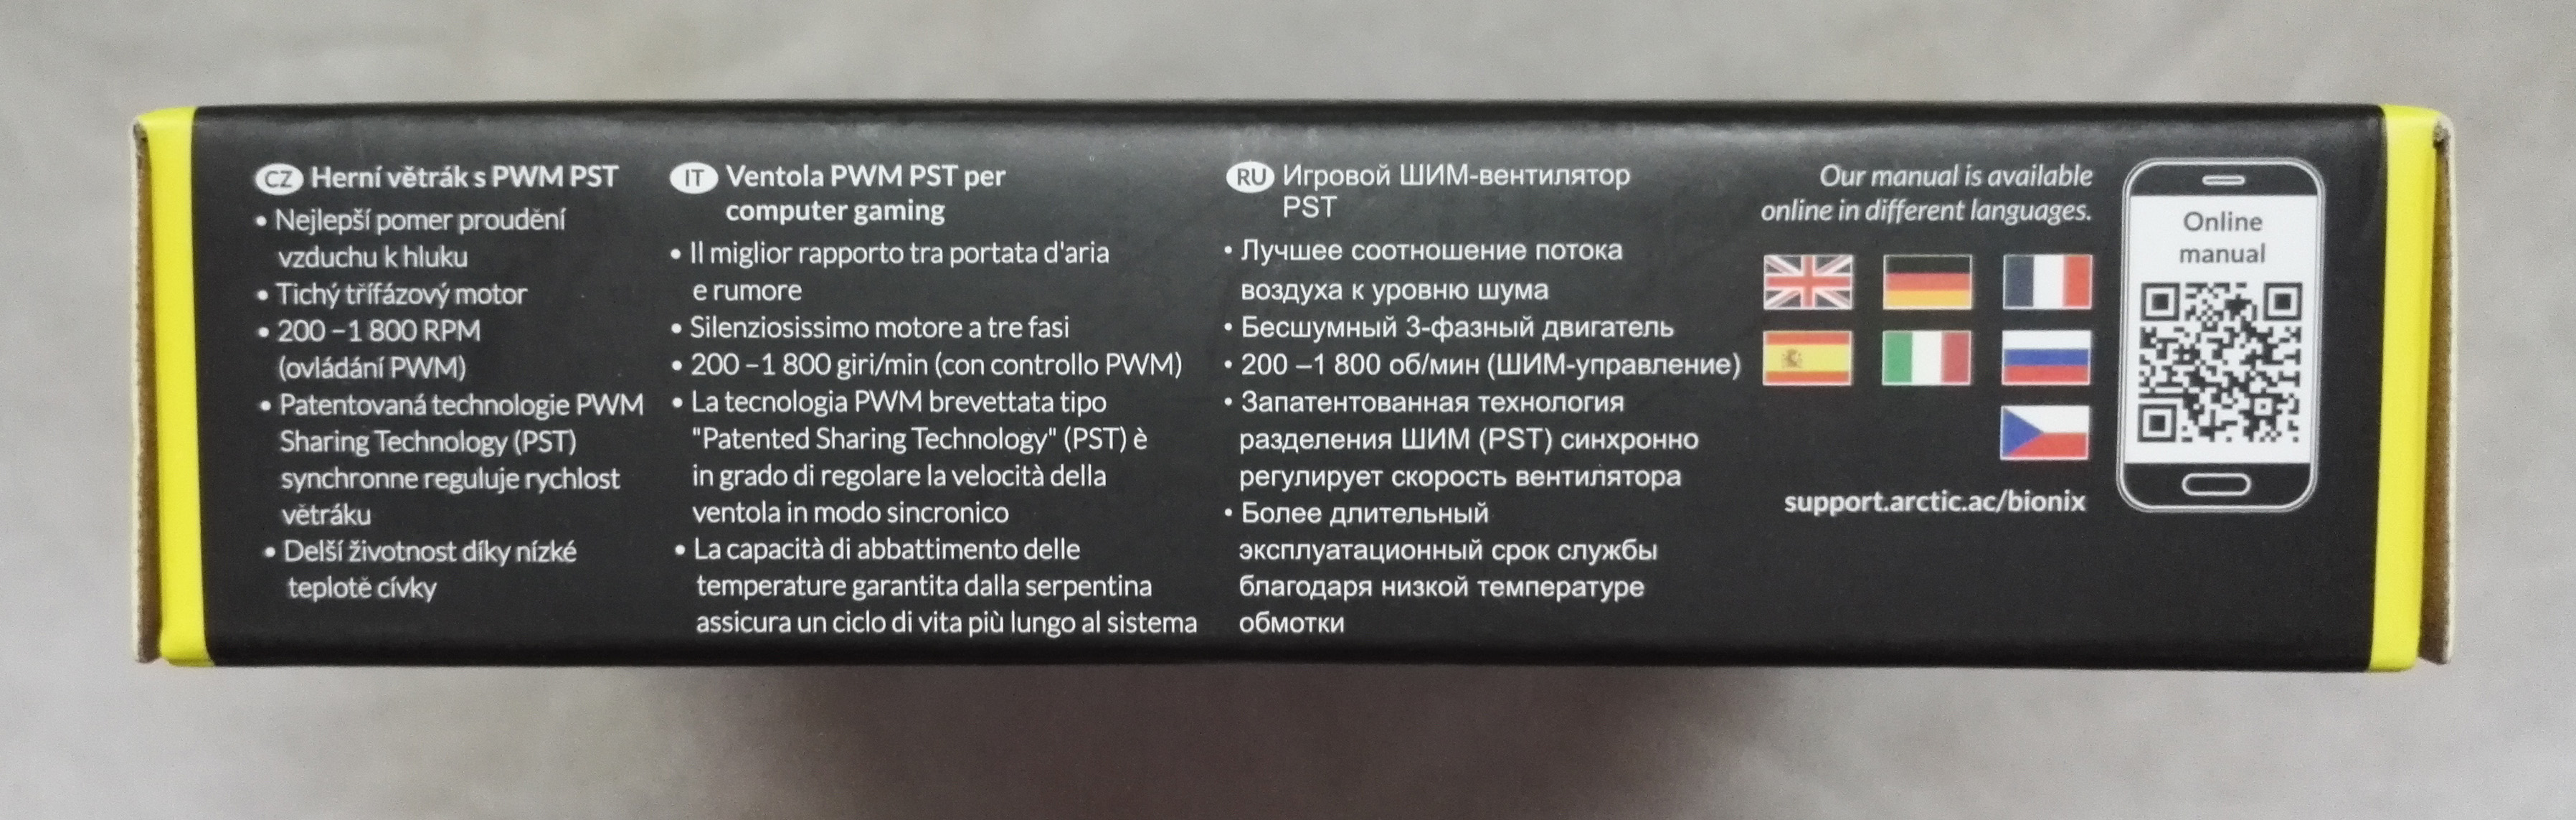 CZ Herní větrák s PWM PST
• Nejlepší pomer proudění
vzduchu k hluku
• Tichý třífázový motor
• 200 –1 800 RPM
(ovládání PWM)
• Patentovaná technologie PWM
Sharing Technology (PST)
synchronne reguluje rychlost
větráku
• Delší životnost díky nízké
teplotě cívky
IT Ventola PWM PST per
computer gaming
• Il miglior rapporto tra portata d'aria
e rumore
• Silenziosissimo motore a tre fasi
• 200 –1 800 giri/min (con controllo PWM)
• La tecnologia PWM brevettata tipo
"Patented Sharing Technology" (PST) è
in grado di regolare la velocità della
ventola in modo sincronico
• La capacità di abbattimento delle
temperature garantita dalla serpentina
assicura un ciclo di vita più lungo al sistema
RU Игровой ШИМ-вентилятор
PST
• Лучшее соотношение потока
воздуха к уровню шума
• Бесшумный 3-фазный двигатель
• 200 –1 800 об/мин (ШИМ-управление)
• Запатентованная технология
разделения ШИМ (PST) синхронно
регулирует скорость вентилятора
• Более длительный
эксплуатационный срок службы
благодаря низкой температуре
обмотки
Our manual is available
online in different languages.
support.arctic.ac/bionix
Online
manual